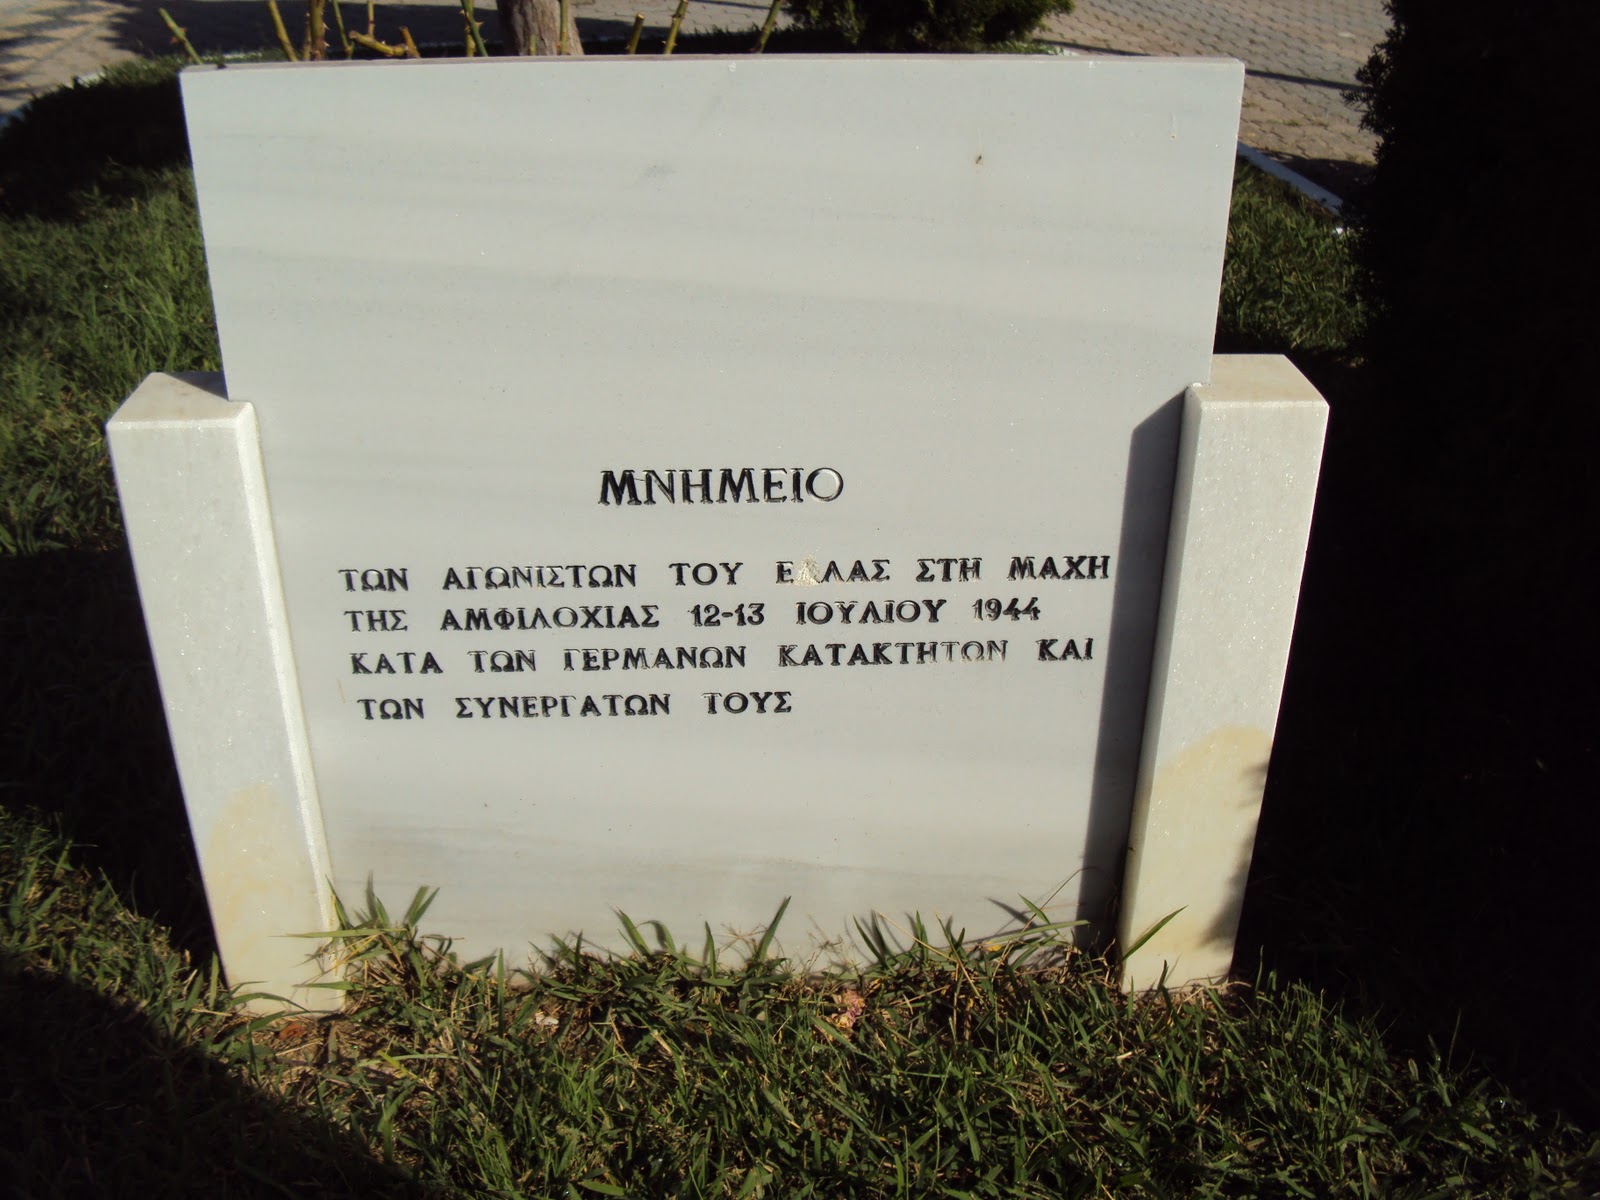 ΜΝΗΜΕΙΟ
ΤΩΝ ΑΓΩΝΙΣΤΩΝ ΤΟΥ ΕΛΛΑΣ ΣΤΗ ΜΑΧΗ
ΤΗΣ ΑΜΦΙΛΟΧΙΑΣ 12-13 ΙΟΥΛΙΟΥ 1944
ΚΑΤΑ ΤΩΝ ΓΕΡΜΑΝΩΝ ΚΑΤΑΚΤΗΤΩΝ ΚΑΙ
ΤΩΝ ΣΥΝΕΡΓΑΤΩΝ ΤΟΥΣ